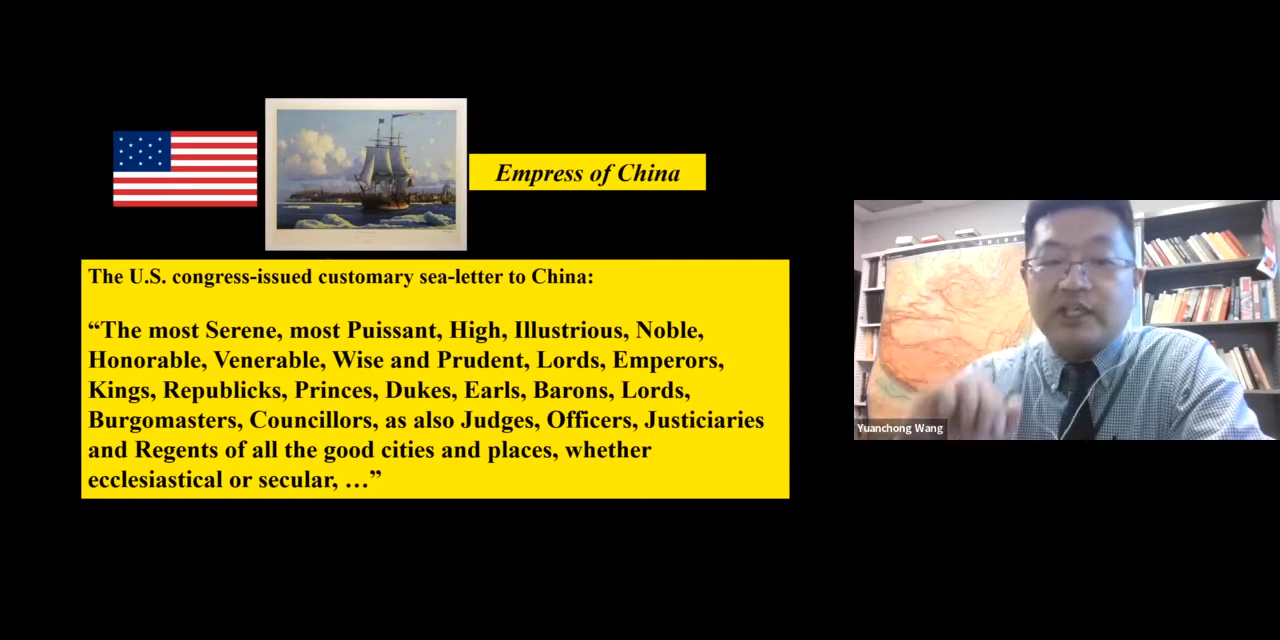 Empress of China
The U.S. congress-issued customary sea-letter to China:
“The most Serene, most Puissant, High, Illustrious, Noble,
Honorable, Venerable, Wise and Prudent, Lords, Emperors,
Kings, Republicks, Princes, Dukes, Earls, Barons, Lords,
Burgomasters, Councillors, as also Judges, Officers, Justiciaries
and Regents of all the good cities and places, whether
ecclesiastical or secular, …”
CHINA
Yuanchong Wang